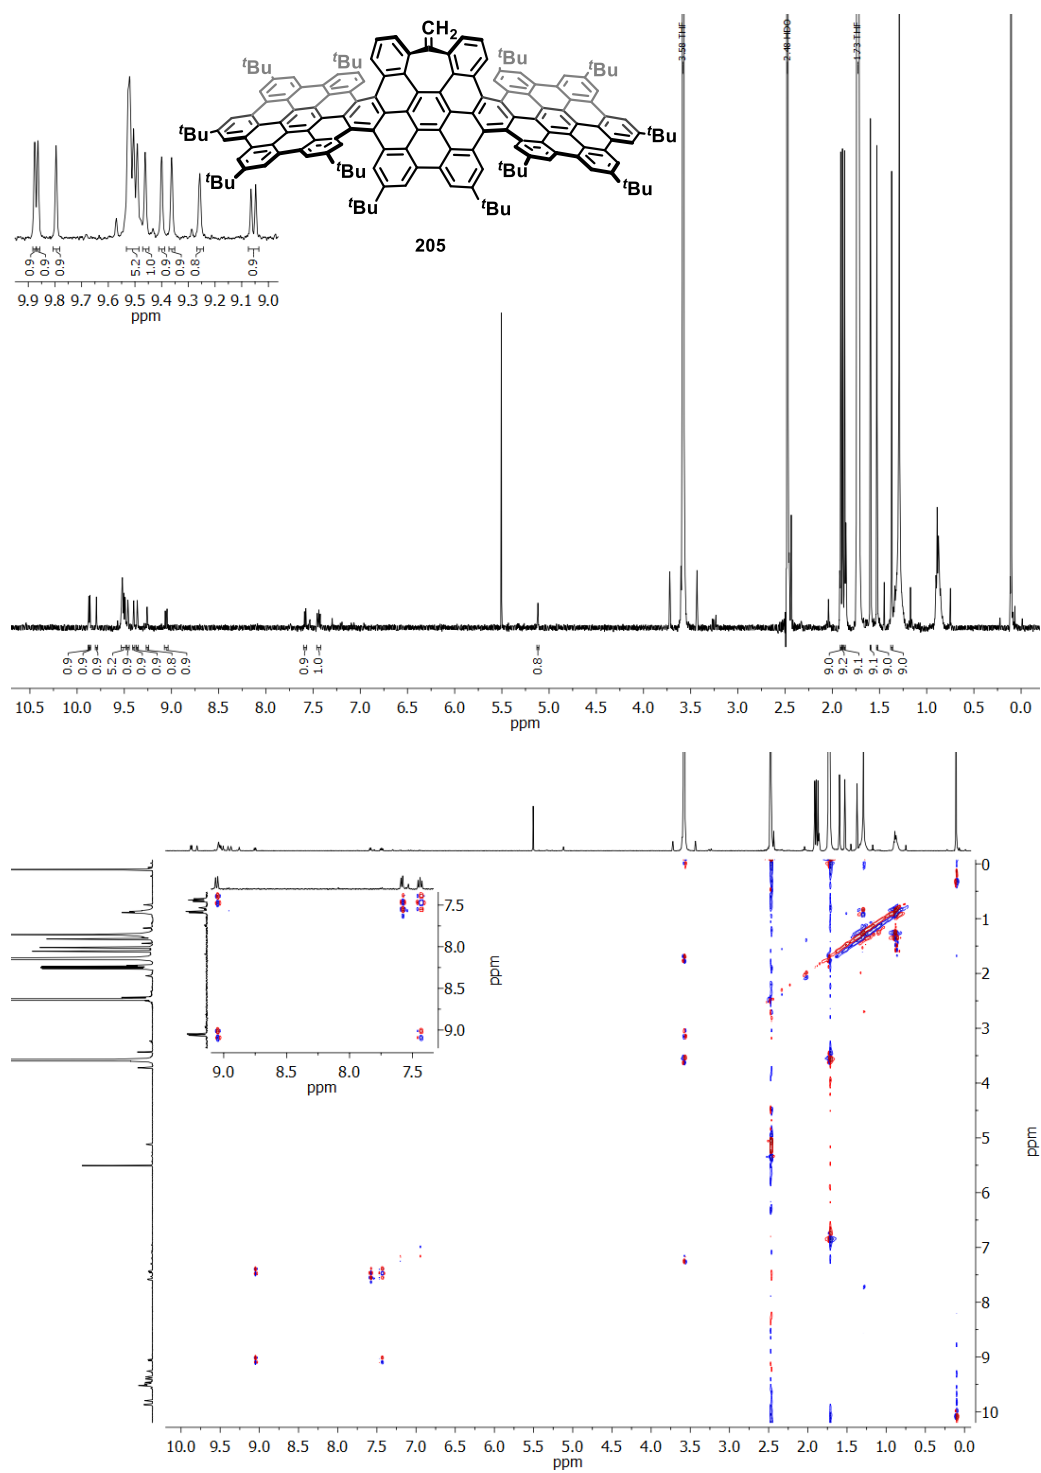 CH₂
ᵗBu
ᵗBu
ᵗBu
ᵗBu
ᵗBu
ᵗBu
ᵗBu
ᵗBu
ᵗBu
ᵗBu
ᵗBu
ᵗBu
205
3.58 THF
2.48 HDO
1.73 THF
0.9
0.9
0.9
5.2
1.0
0.9
0.9
0.8
0.9
9.9 9.8 9.7 9.6 9.5 9.4 9.3 9.2 9.1 9.0
ppm
0.9
0.9
0.9
5.2
0.9
0.9
0.9
0.8
0.9
0.9
1.0
0.8
9.0
9.2
9.1
9.1
9.0
9.0
10.5 10.0 9.5 9.0 8.5 8.0 7.5 7.0 6.5 6.0 5.5 5.0 4.5 4.0 3.5 3.0 2.5 2.0 1.5 1.0 0.5 0.0
ppm
7.5
8.0
8.5
9.0
ppm
9.0 8.5 8.0 7.5
ppm
0
1
2
3
4
5
6
7
8
9
10
ppm
10.0 9.5 9.0 8.5 8.0 7.5 7.0 6.5 6.0 5.5 5.0 4.5 4.0 3.5 3.0 2.5 2.0 1.5 1.0 0.5 0.0
ppm